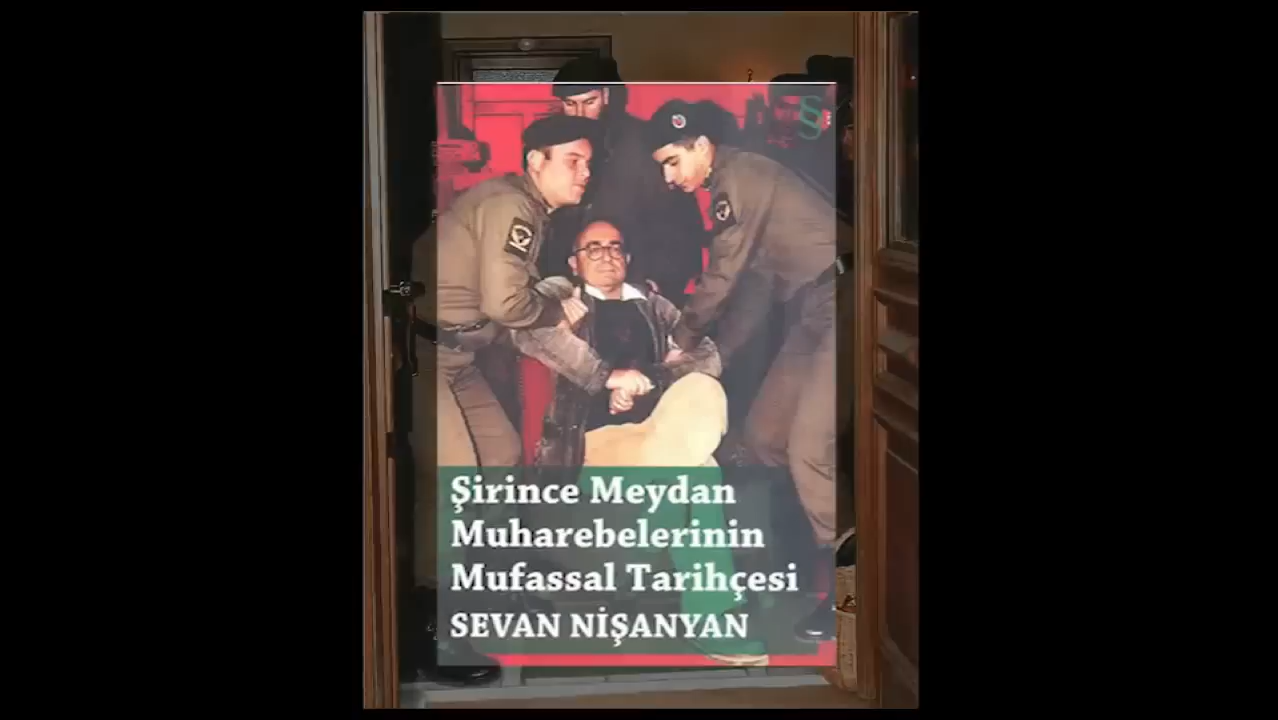 Şirince Meydan
Muharebelerinin
Mufassal Tarihçesi
SEVAN NİŞANYAN